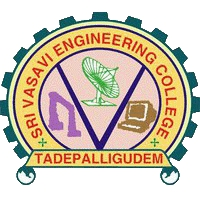 SRI VASAVI ENGINEERING COLLEGE
TADEPALLIGUDEM